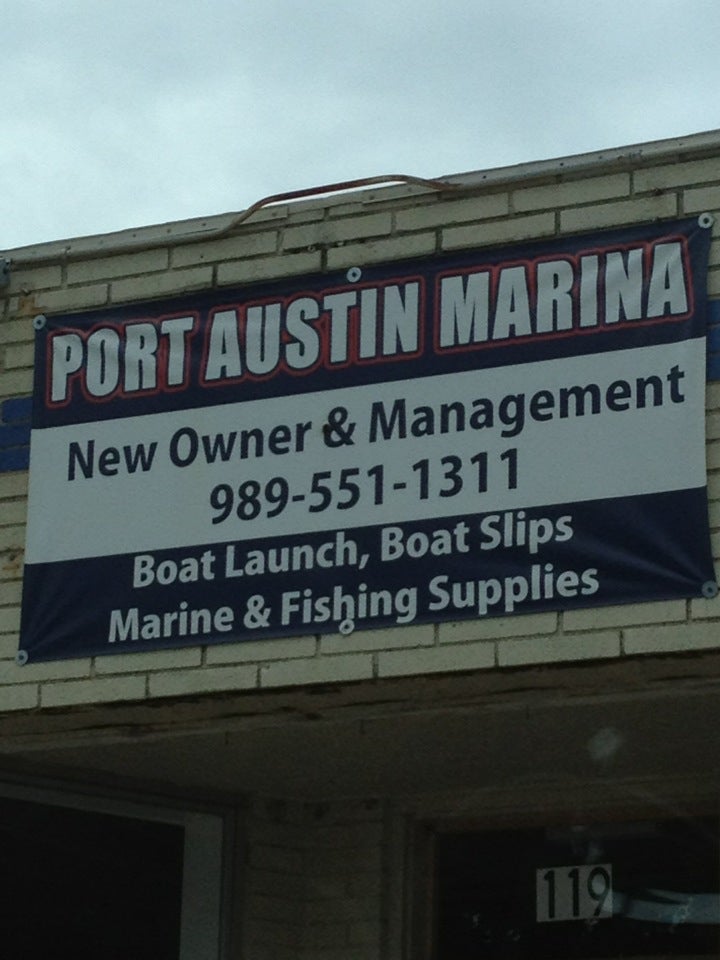 PORT AUSTIN MARINA
New Owner & Management
989-551-1311
Boat Launch, Boat Slips
Marine & Fishing Supplies
119